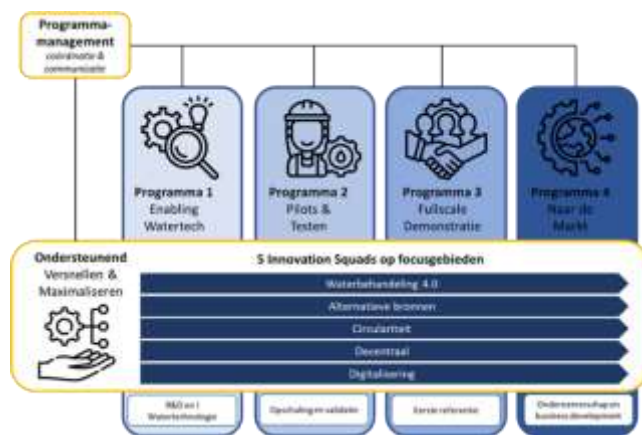 Programma-
management
coördinatie &
communicatie
Programma 1
Enabling
Watertech
Programma 2
Pilots &
Testen
Programma 3
Fullscale
Demonstratie
Programma 4
Naar de
Markt
Ondersteunend
Versnellen &
Maximaliseren
5 Innovation Squads op focusgebieden
Waterbehandeling 4.0
Alternatieve bronnen
Circulariteit
Decentraal
Digitalisering
R&D en I
Watertechnologie
Opschaling en validatie
Eerste referentie
Ondernemerschap en
business development